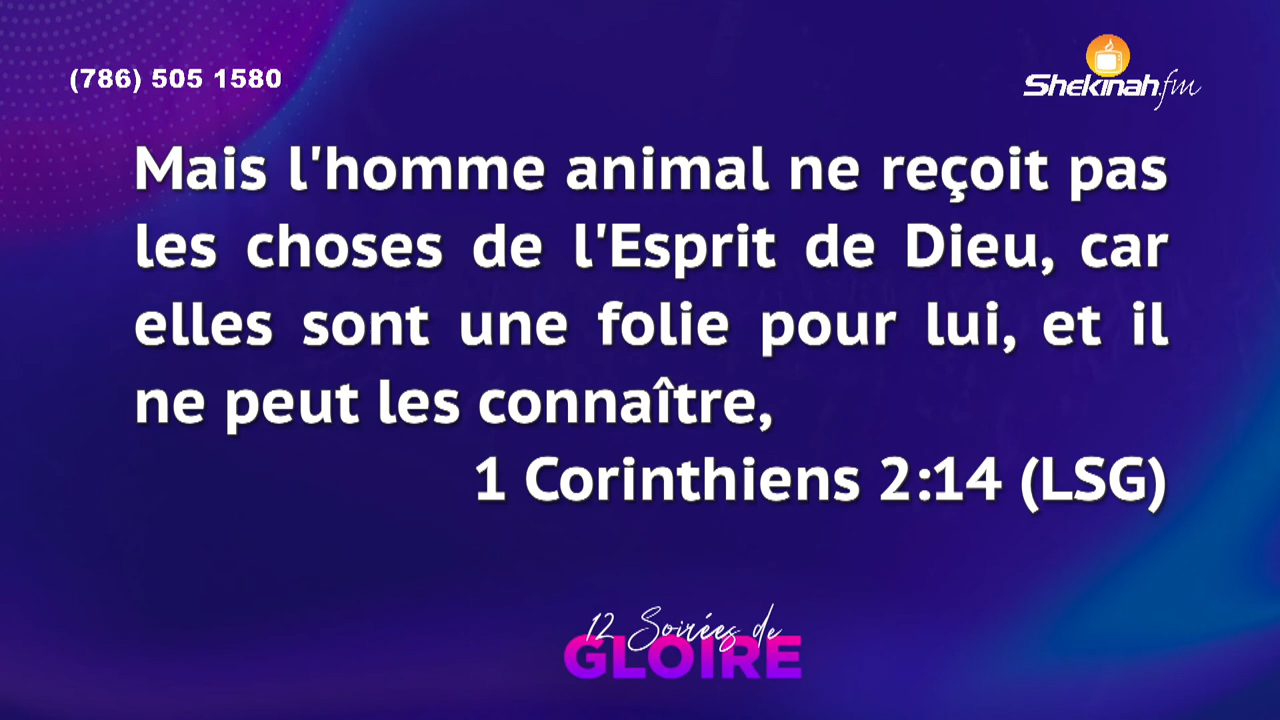 (786) 505 1580
Shekinah.fm
Mais l'homme animal ne reçoit pas
les choses de l'Esprit de Dieu, car
elles sont une folie pour lui, et il
ne peut les connaître,
1 Corinthiens 2:14 (LSG)
12 Soirées de
GLOIRE